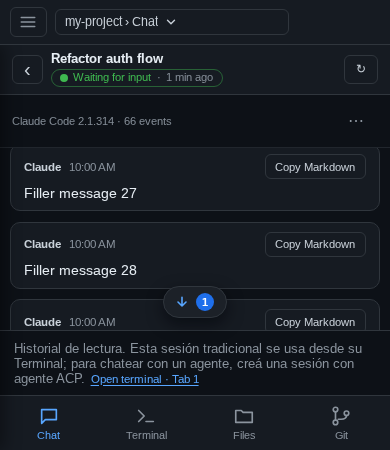 my-project › Chat
‹
Refactor auth flow
Waiting for input · 1 min ago
↻
Claude Code 2.1.314 · 66 events
⋯
Claude 10:00 AM Copy Markdown
Filler message 27
Claude 10:00 AM Copy Markdown
Filler message 28
↓ 1
Claude 10:00 AM Copy Markdown
Historial de lectura. Esta sesión tradicional se usa desde su
Terminal; para chatear con un agente, creá una sesión con
agente ACP. Open terminal · Tab 1
Chat Terminal Files Git